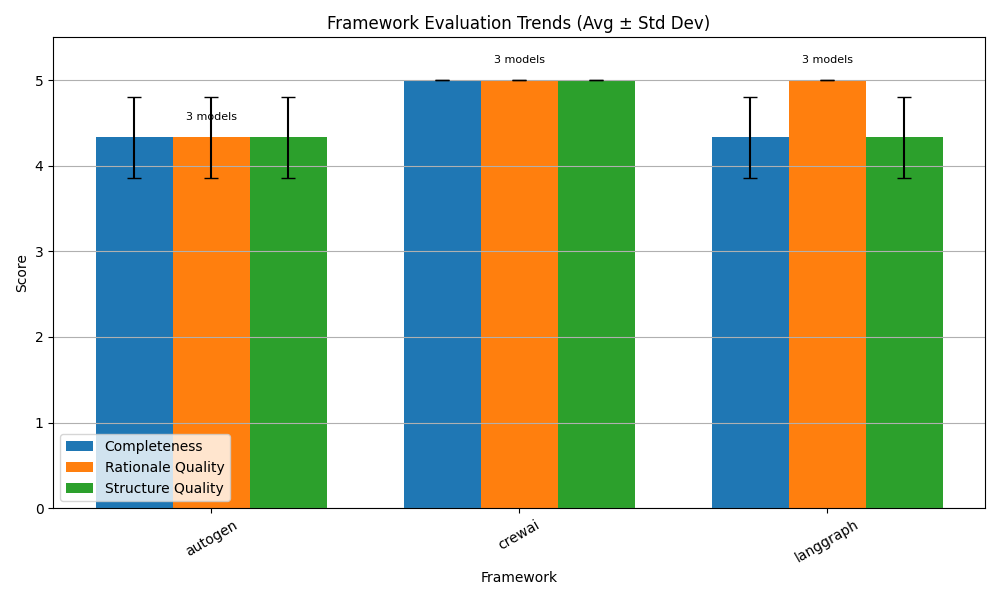 Framework Evaluation Trends (Avg ± Std Dev)
3 models
3 models
3 models
Score
5
4
3
2
1
0
Completeness
Rationale Quality
Structure Quality
autogen
crewai
langgraph
Framework